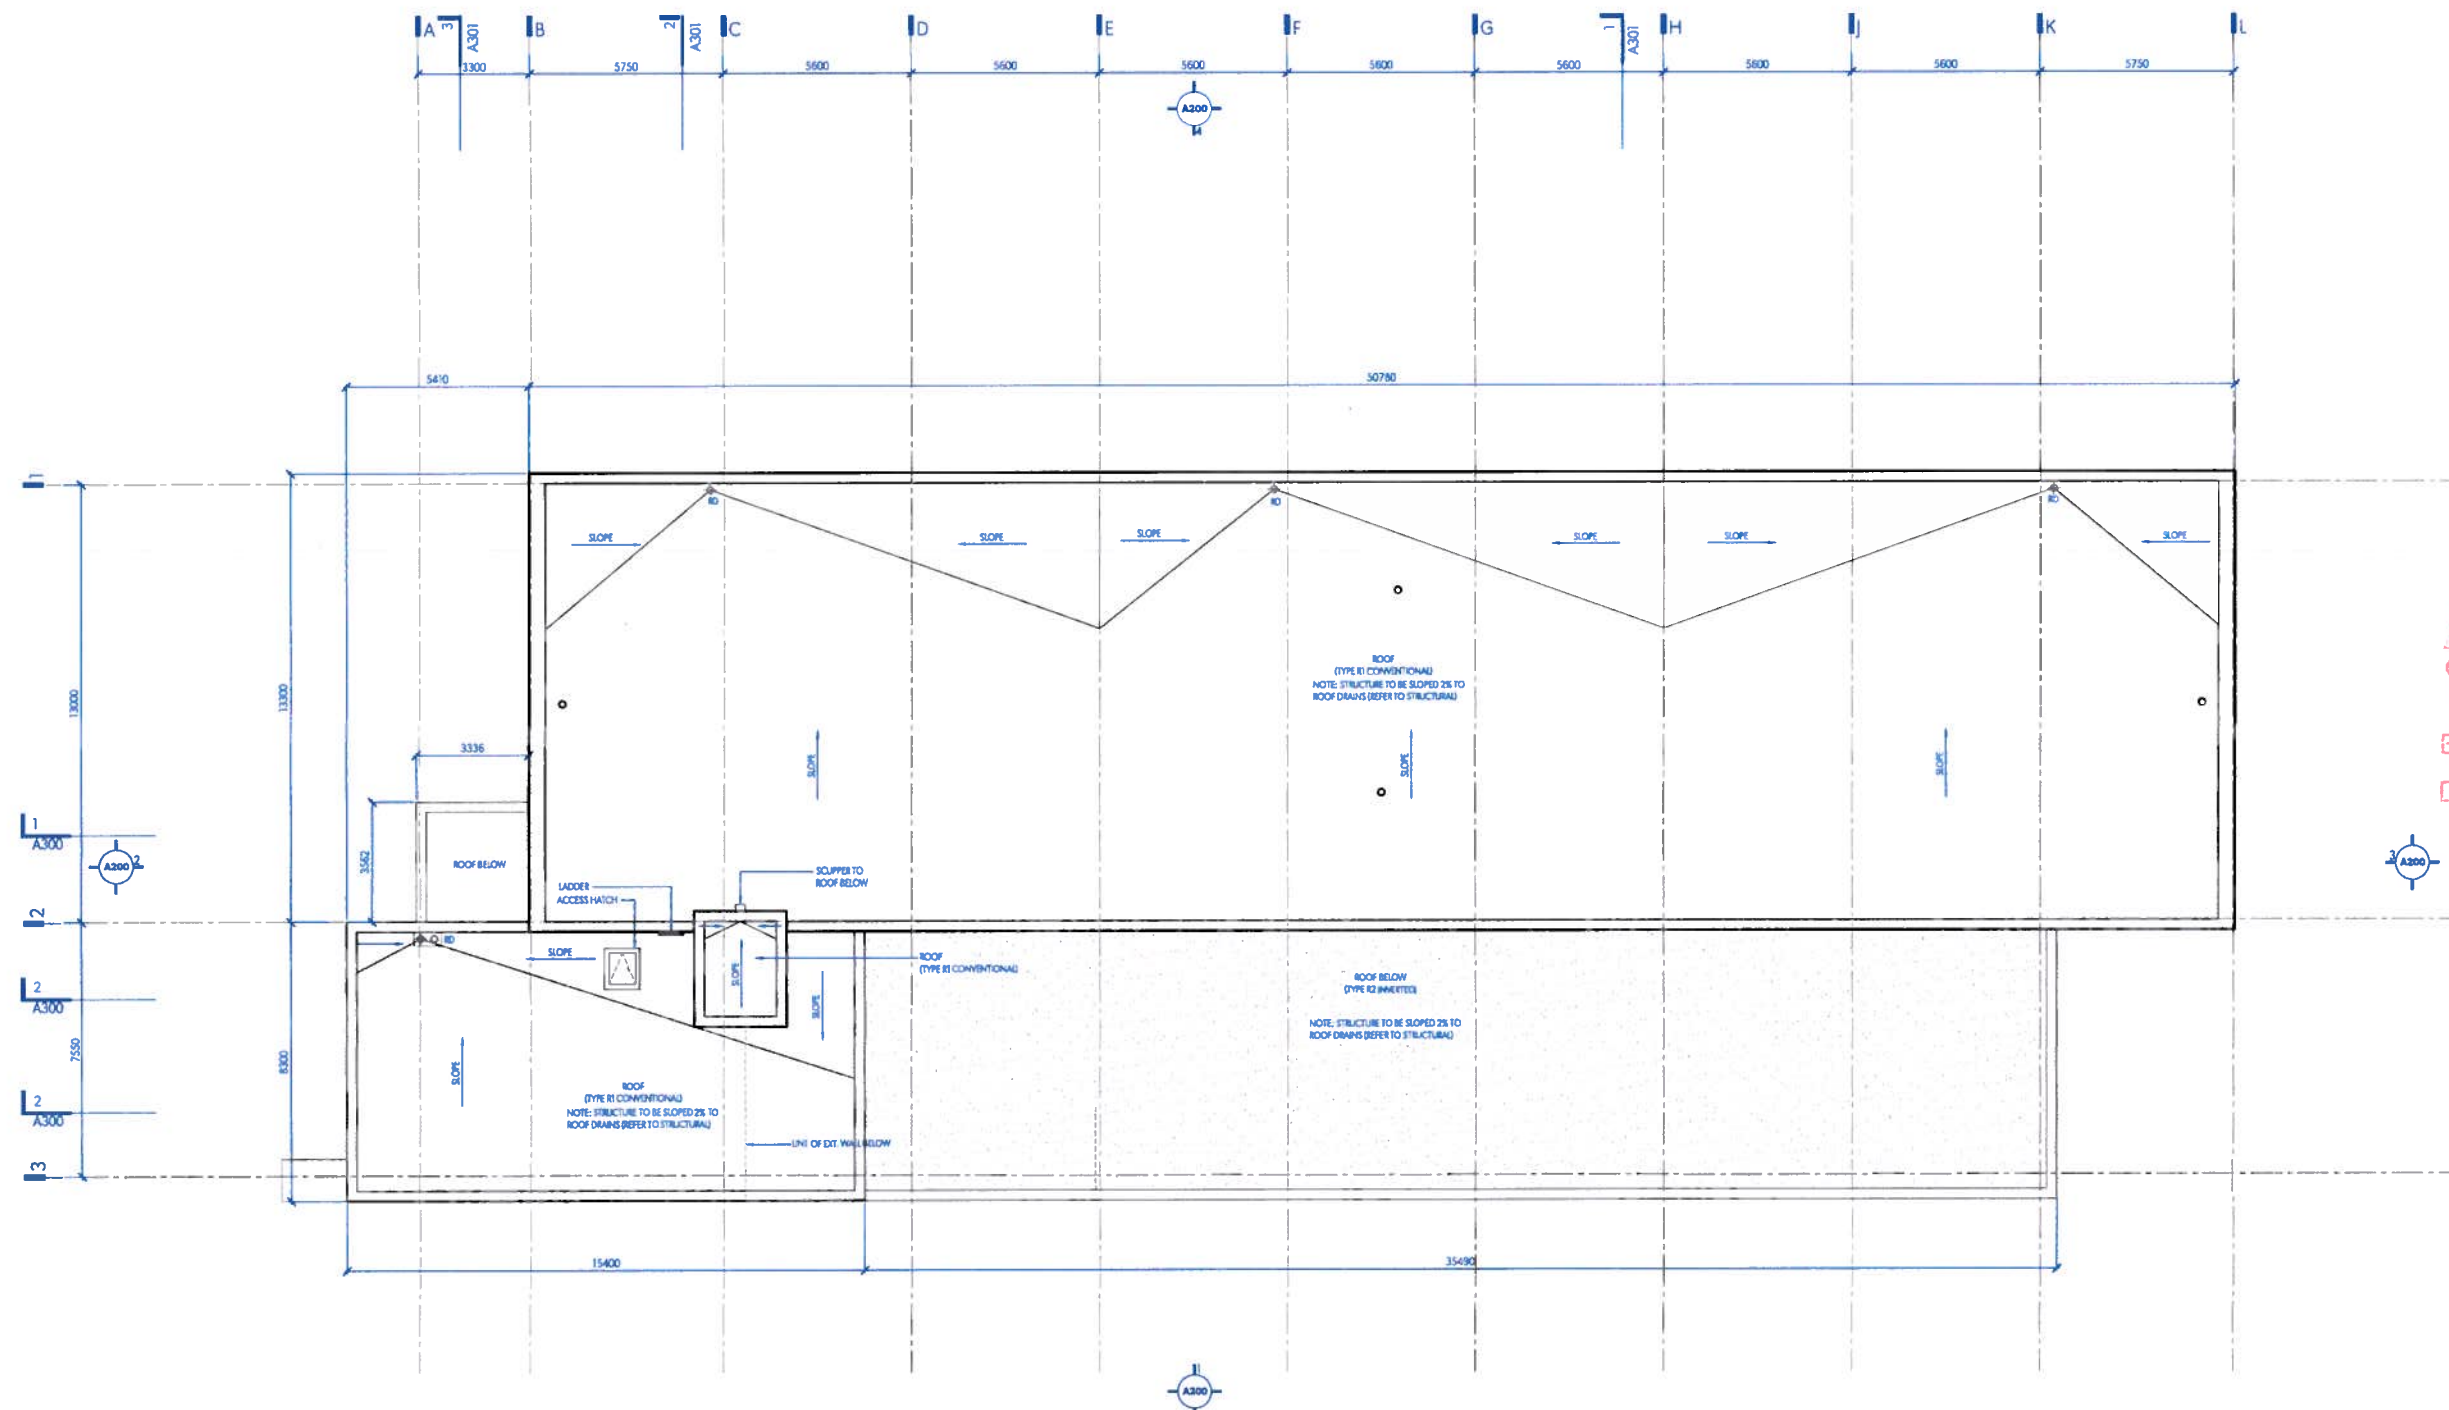 A
3
A301
B
2
A301
C
D
E
F
G
1
A301
H
J
K
L
3300
5750
5600
5600
5600
5600
5600
5600
5600
5750
A200
5410
50780
1
RD
RD
RD
SLOPE
SLOPE
SLOPE
SLOPE
SLOPE
SLOPE
ROOF
(TYPE R1 CONVENTIONAL)
NOTE: STRUCTURE TO BE SLOPED 2% TO
ROOF DRAINS (REFER TO STRUCTURAL)
13000
13300
3336
SLOPE
SLOPE
SLOPE
1
A300
A200
2
3562
ROOF BELOW
3
A200
SCUPPER TO
ROOF BELOW
LADDER
ACCESS HATCH
2
RD
SLOPE
SLOPE
SLOPE
ROOF
(TYPE R1 CONVENTIONAL)
ROOF BELOW
(TYPE R2 INVERTED)
NOTE: STRUCTURE TO BE SLOPED 2% TO
ROOF DRAINS (REFER TO STRUCTURAL)
2
A300
7550
8300
SLOPE
ROOF
(TYPE R1 CONVENTIONAL)
NOTE: STRUCTURE TO BE SLOPED 2% TO
ROOF DRAINS (REFER TO STRUCTURAL)
2
A300
LINE OF EXT. WALL BELOW
3
15400
35490
1
A200